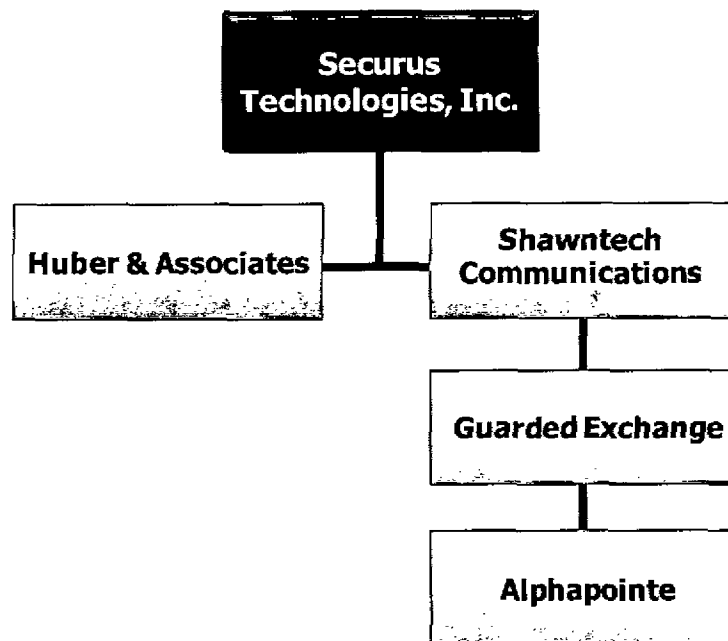 Securus
Technologies, Inc.
Huber & Associates
Shawntech
Communications
Guarded Exchange
Alphapointe